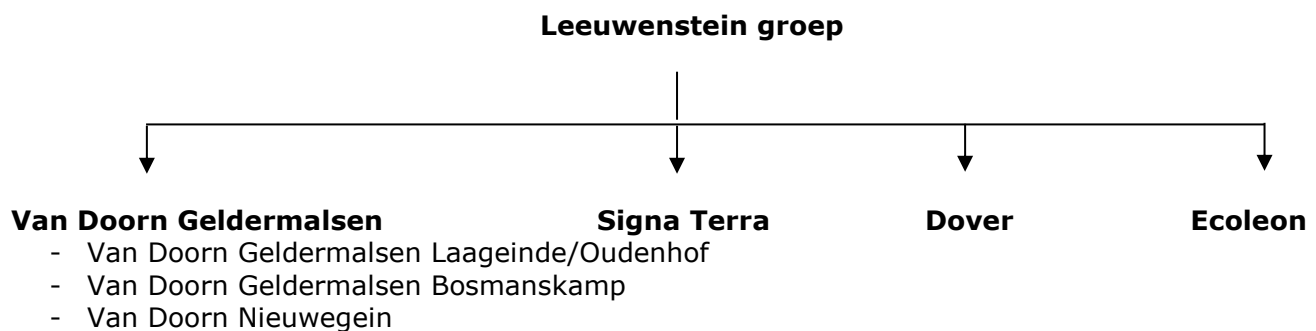 Leeuwenstein groep
Van Doorn Geldermalsen Signa Terra Dover Ecoleon
- Van Doorn Geldermalsen Laageinde/Oudenhof
- Van Doorn Geldermalsen Bosmanskamp
- Van Doorn Nieuwegein